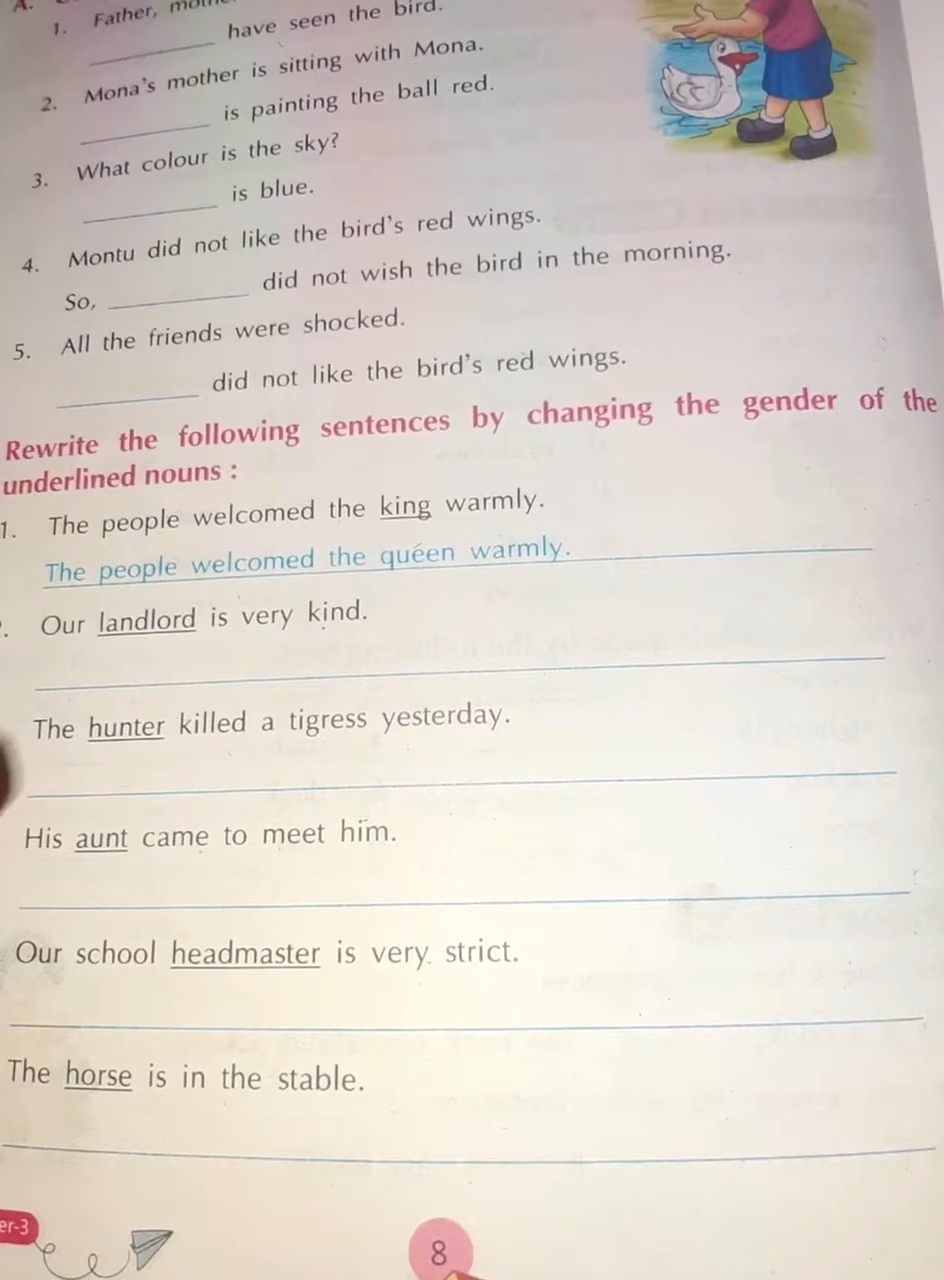 A.
1. Father,
have seen the bird.
2. Mona's mother is sitting with Mona.
is painting the ball red.
3. What colour is the sky?
is blue.
4. Montu did not like the bird's red wings.
So, did not wish the bird in the morning.
5. All the friends were shocked.
did not like the bird's red wings.
Rewrite the following sentences by changing the gender of the
underlined nouns :
1. The people welcomed the king warmly.
The people welcomed the queen warmly.
Our landlord is very kind.
The hunter killed a tigress yesterday.
His aunt came to meet him.
Our school headmaster is very strict.
The horse is in the stable.
er-3
8